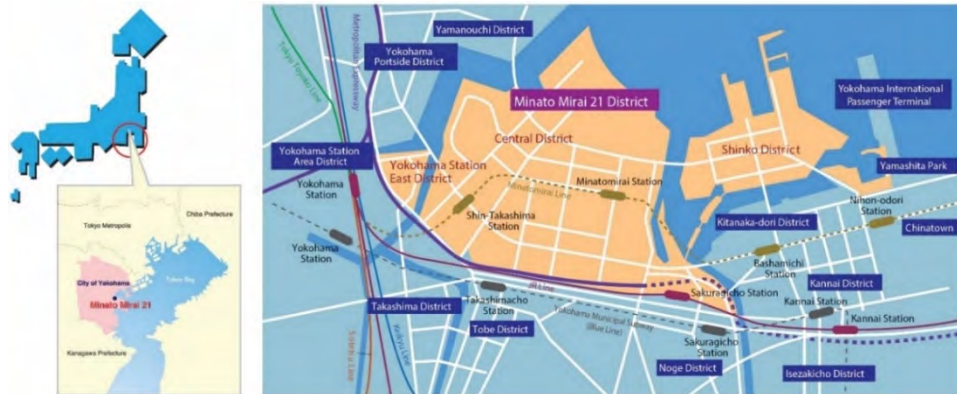 Chiba Prefecture
Tokyo Metropolis
Tokyo Bay
City of Yokohama
Minato Mirai 21
Kanagawa Prefecture
Tokyu Toyoko Line
Metropolitan Expressway
Yamanouchi District
Yokohama
Portside District
Minato Mirai 21 District
Yokohama International
Passenger Terminal
Central District
Shinko District
Yokohama Station
Area District
Yokohama Station
East District
Yamashita Park
Yokohama
Station
Minatomirai Line
Minatomirai Station
Shin-Takashima
Station
Kitanaka-dori District
Nihon-odori
Station
Chinatown
Yokohama
Station
Bashamichi
Station
JR Line
Sakuragicho Station
Kannai District
Takashima District
Takashimacho
Station
Kannai Station
Kannai
Station
Yokohama Municipal Subway
(Blue Line)
Tobe District
Sakuragicho
Station
Keikyu Line
Noge District
Isezakicho District